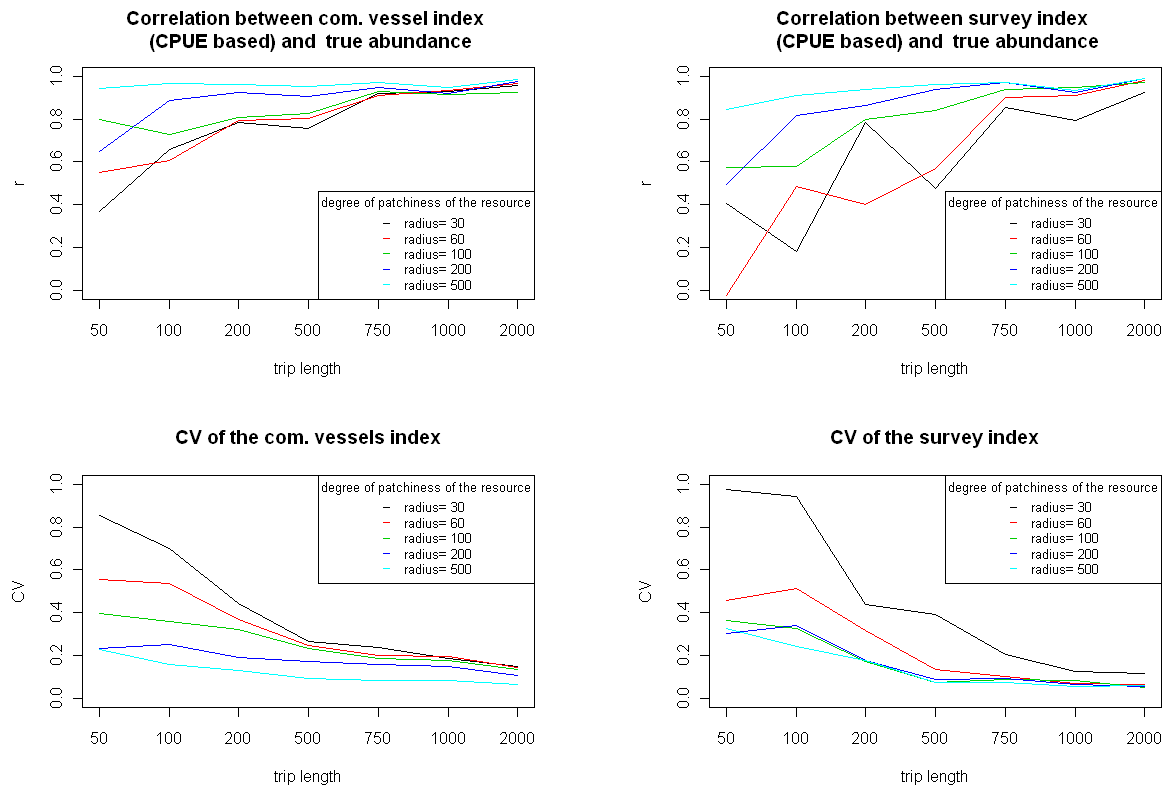 Correlation between com. vessel index
(CPUE based) and true abundance
r
0.0 0.2 0.4 0.6 0.8 1.0
degree of patchiness of the resource
radius= 30
radius= 60
radius= 100
radius= 200
radius= 500
50 100 200 500 750 1000 2000
trip length
Correlation between survey index
(CPUE based) and true abundance
r
0.0 0.2 0.4 0.6 0.8 1.0
degree of patchiness of the resource
radius= 30
radius= 60
radius= 100
radius= 200
radius= 500
50 100 200 500 750 1000 2000
trip length
CV of the com. vessels index
CV
0.0 0.2 0.4 0.6 0.8 1.0
degree of patchiness of the resource
radius= 30
radius= 60
radius= 100
radius= 200
radius= 500
50 100 200 500 750 1000 2000
trip length
CV of the survey index
CV
0.0 0.2 0.4 0.6 0.8 1.0
degree of patchiness of the resource
radius= 30
radius= 60
radius= 100
radius= 200
radius= 500
50 100 200 500 750 1000 2000
trip length